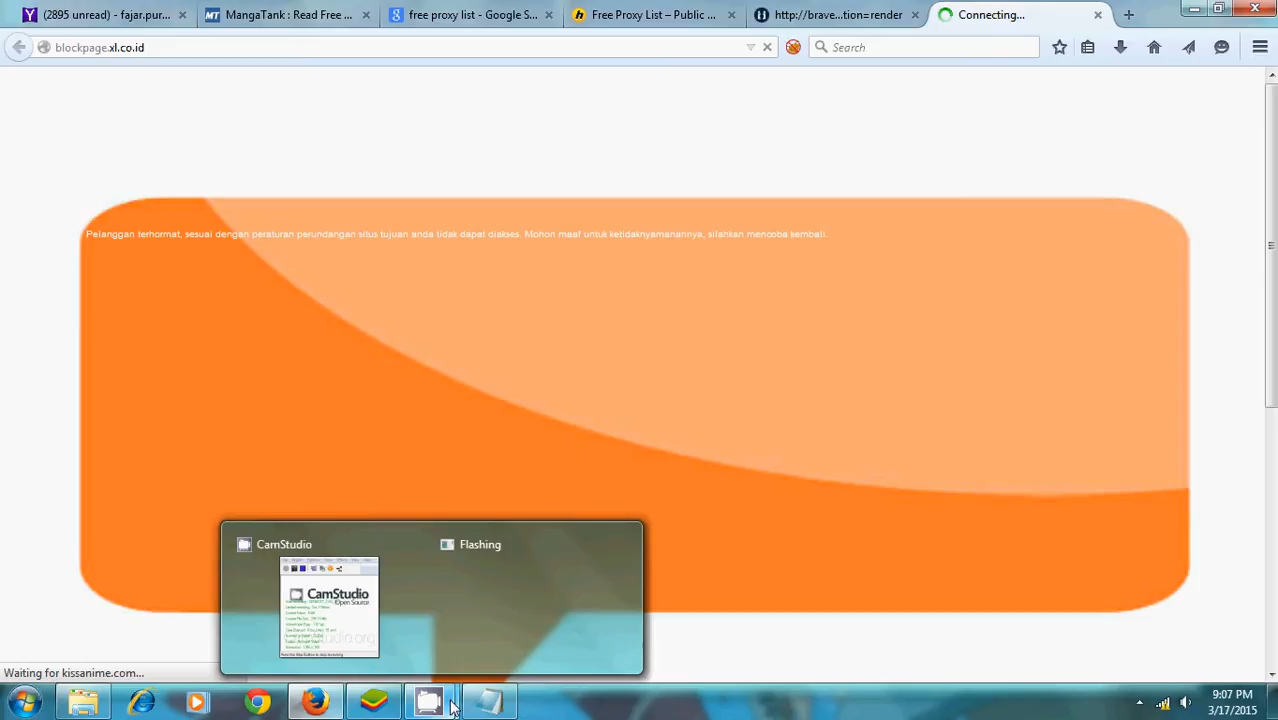 (2895 unread) - fajar.pur...
MangaTank : Read Free ...
free proxy list - Google S...
Free Proxy List – Public ...
http://brave...tion=render
Connecting...
blockpage.xl.co.id
Search
Pelanggan terhormat, sesuai dengan peraturan perundangan situs tujuan anda tidak dapat diakses. Mohon maaf untuk ketidaknyamanannya, silahkan mencoba kembali.
CamStudio
Flashing
CamStudio
Open Source
Waiting for kissanime.com...
9:07 PM
3/17/2015